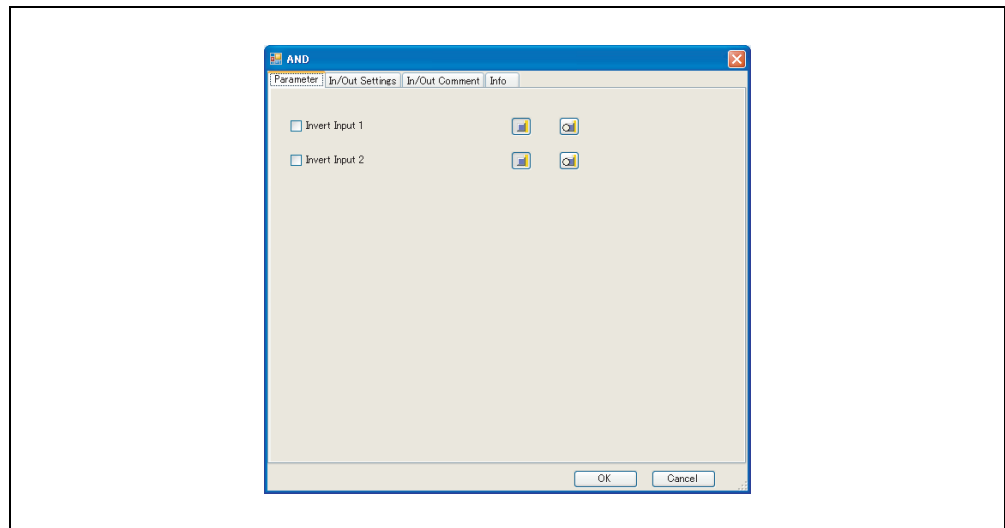 AND
Parameter In/Out Settings In/Out Comment Info
Invert Input 1
Invert Input 2
OK Cancel